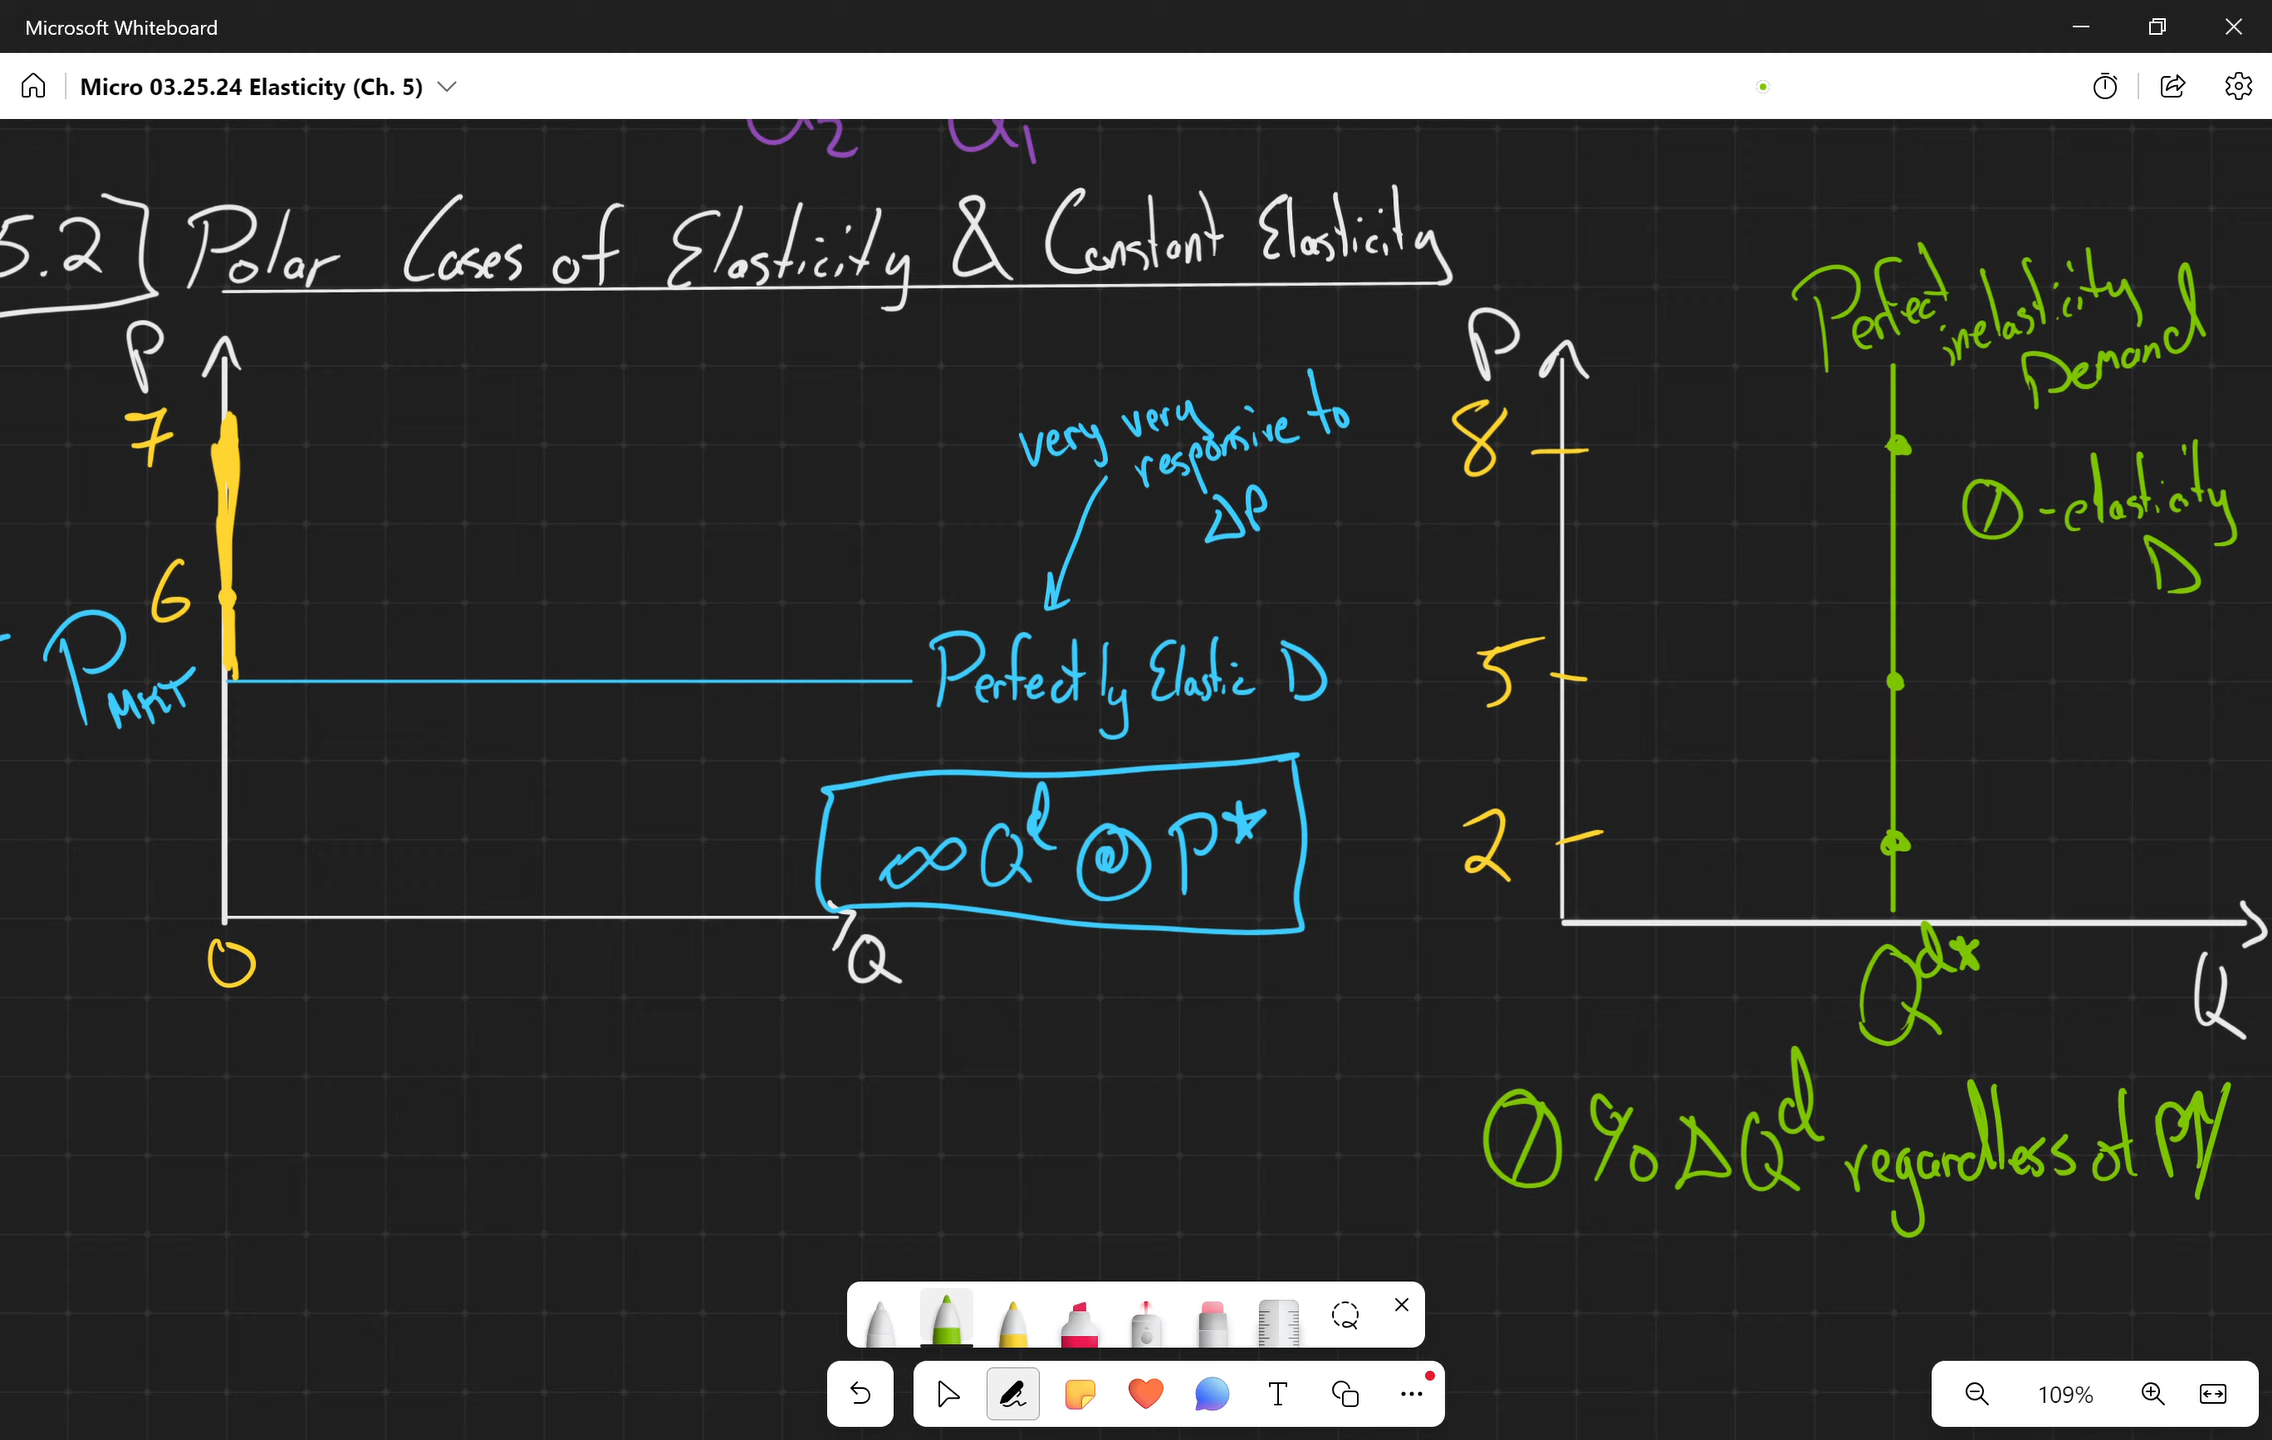 Microsoft Whiteboard
Micro 03.25.24 Elasticity (Ch. 5)
Q2 Q1
5.2] Polar Cases of Elasticity & Constant Elasticity
P
7
6
PMKT
0
Q
very very
responsive to
ΔP
Perfectly Elastic D
∞ Qd @ P*
P
8
5
2
Perfect
inelasticity
Demand
0-elasticity
D
Qd*
Q
0 % ΔQd regardless of P
109%